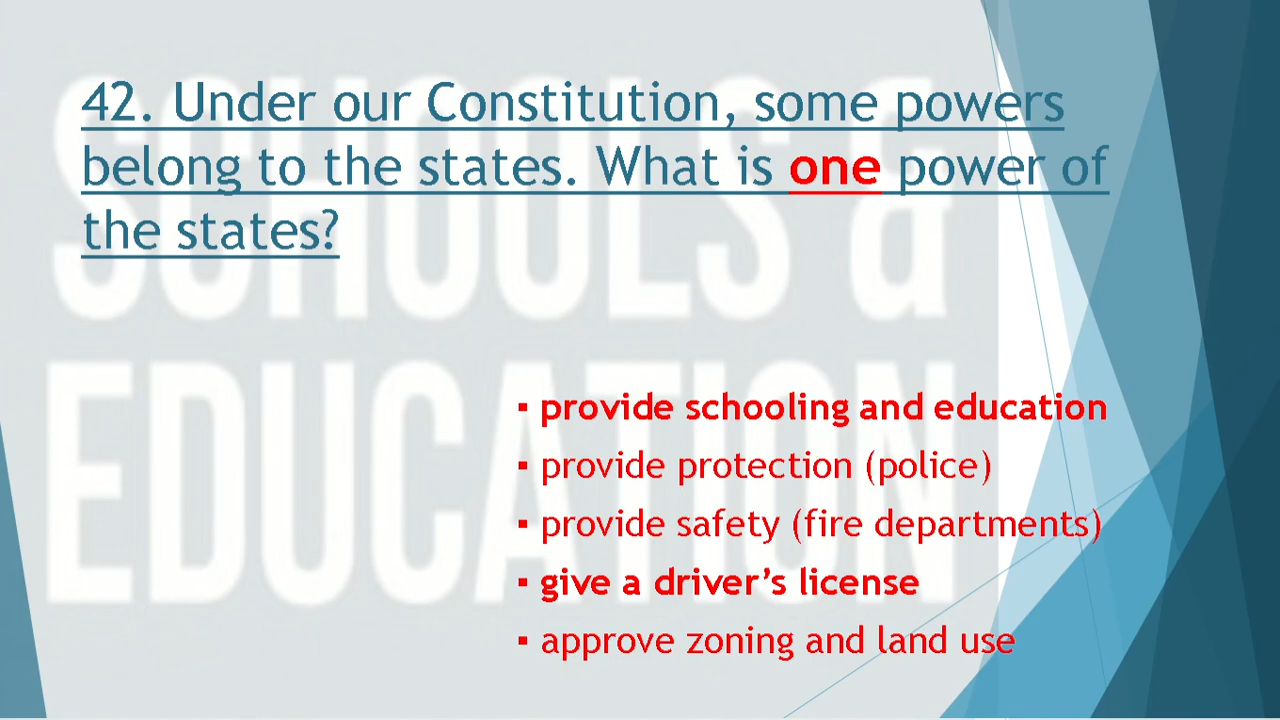 SCHOOLS &
EDUCATION
42. Under our Constitution, some powers
belong to the states. What is one power of
the states?
▪ provide schooling and education
▪ provide protection (police)
▪ provide safety (fire departments)
▪ give a driver’s license
▪ approve zoning and land use